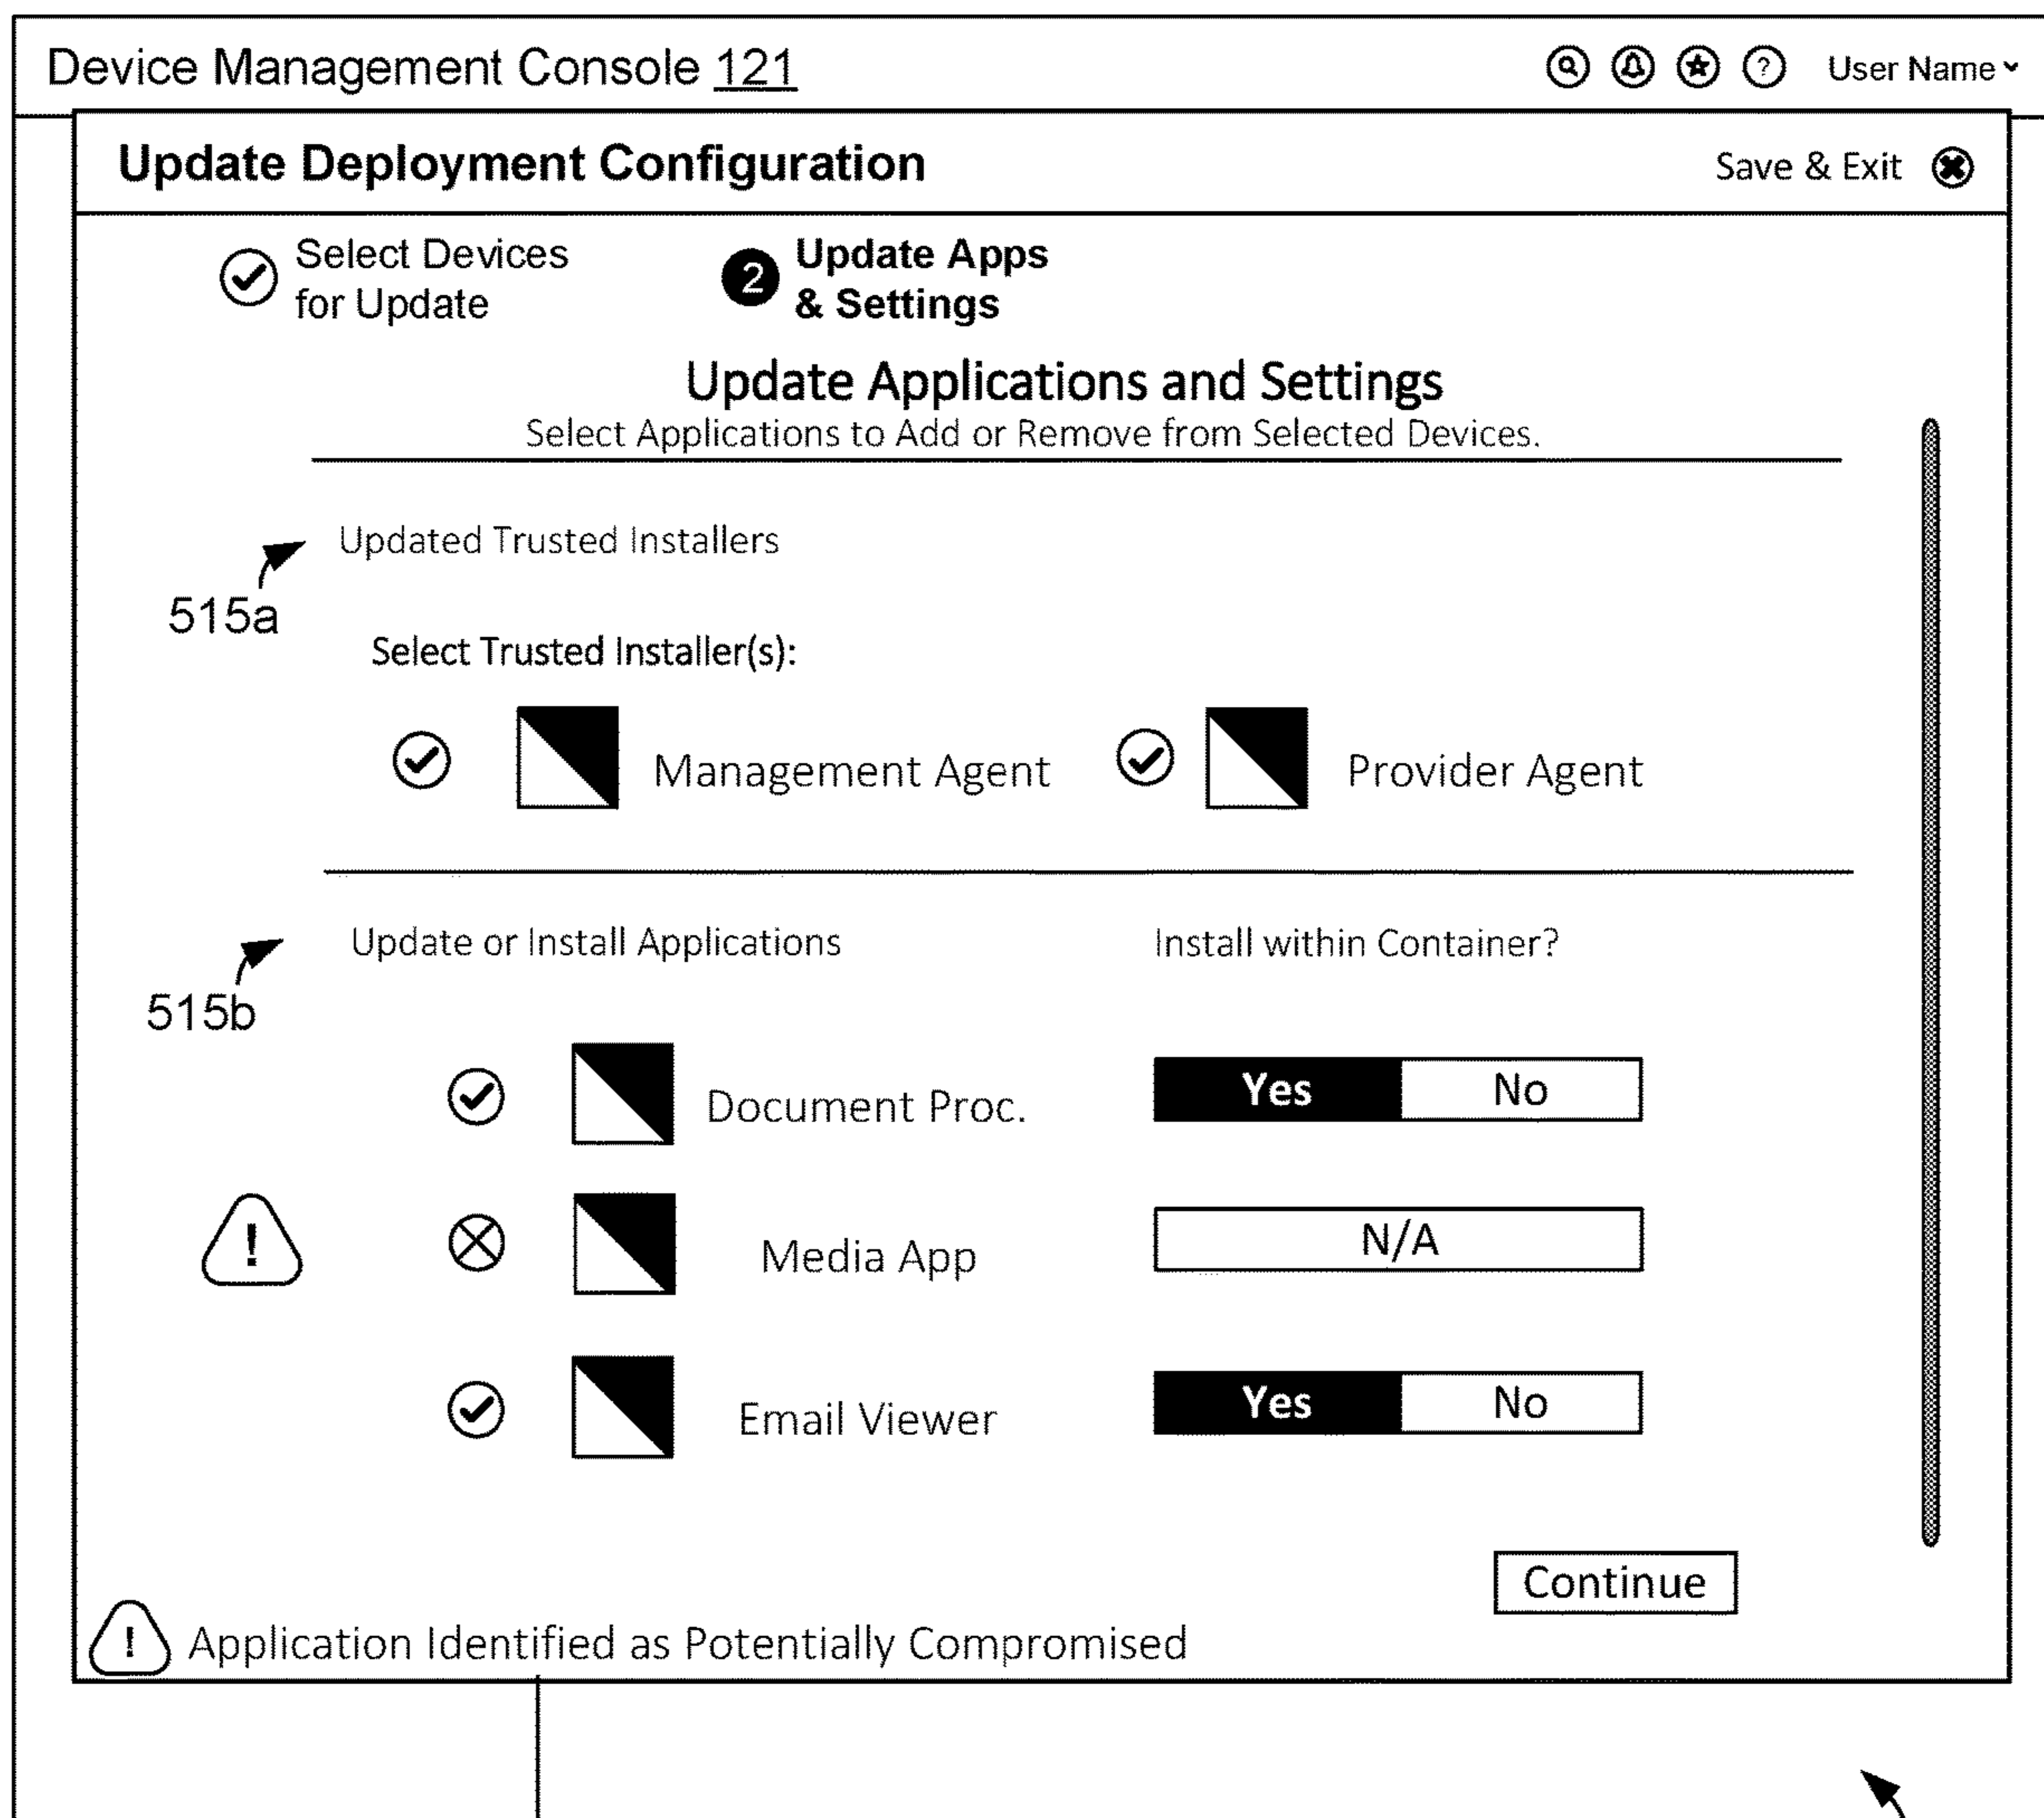 Device Management Console 121
? User Name
Update Deployment Configuration
Save & Exit
Select Devices
for Update
2 Update Apps
& Settings
Update Applications and Settings
Select Applications to Add or Remove from Selected Devices.
Updated Trusted Installers
515a
Select Trusted Installer(s):
Management Agent
Provider Agent
Update or Install Applications
Install within Container?
515b
Document Proc.
Yes No
! Media App
N/A
Email Viewer
Yes No
Continue
! Application Identified as Potentially Compromised